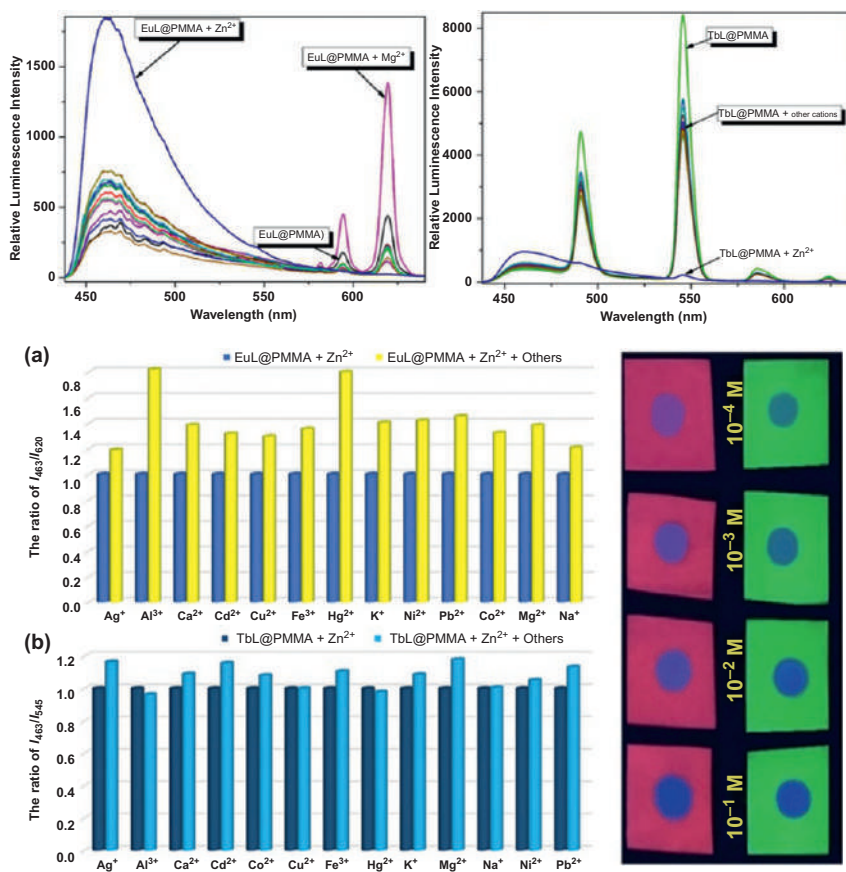 EuL@PMMA + Zn²⁺
EuL@PMMA + Mg²⁺
EuL@PMMA)
1500
1000
500
0
450 500 550 600
Relative Luminescence Intensity
Wavelength (nm)
TbL@PMMA
TbL@PMMA + other cations
TbL@PMMA + Zn²⁺
8000
6000
4000
2000
0
450 500 550 600
Relative Luminescence Intensity
Wavelength (nm)
(a)
EuL@PMMA + Zn²⁺ EuL@PMMA + Zn²⁺ + Others
0.8
1.6
1.4
1.2
1.0
0.8
0.6
0.4
0.2
0.0
The ratio of I₄₆₃/I₆₂₀
Ag⁺ Al³⁺ Ca²⁺ Cd²⁺ Cu²⁺ Fe³⁺ Hg²⁺ K⁺ Ni²⁺ Pb²⁺ Co²⁺ Mg²⁺ Na⁺
(b)
TbL@PMMA + Zn²⁺ TbL@PMMA + Zn²⁺ + Others
1.2
1.0
0.8
0.6
0.4
0.2
0.0
The ratio of I₄₆₃/I₅₄₅
Ag⁺ Al³⁺ Ca²⁺ Cd²⁺ Co²⁺ Cu²⁺ Fe³⁺ Hg²⁺ K⁺ Mg²⁺ Na⁺ Ni²⁺ Pb²⁺
10⁻⁴ M
10⁻³ M
10⁻² M
10⁻¹ M